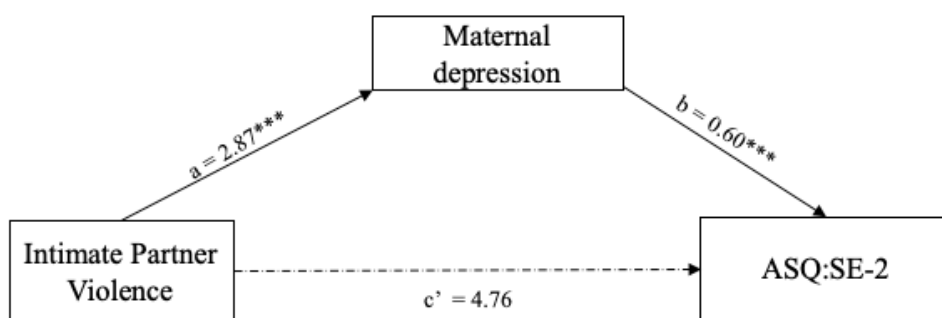 Maternal
depression
a = 2.87***
b = 0.60***
Intimate Partner
Violence
ASQ:SE-2
c’ = 4.76